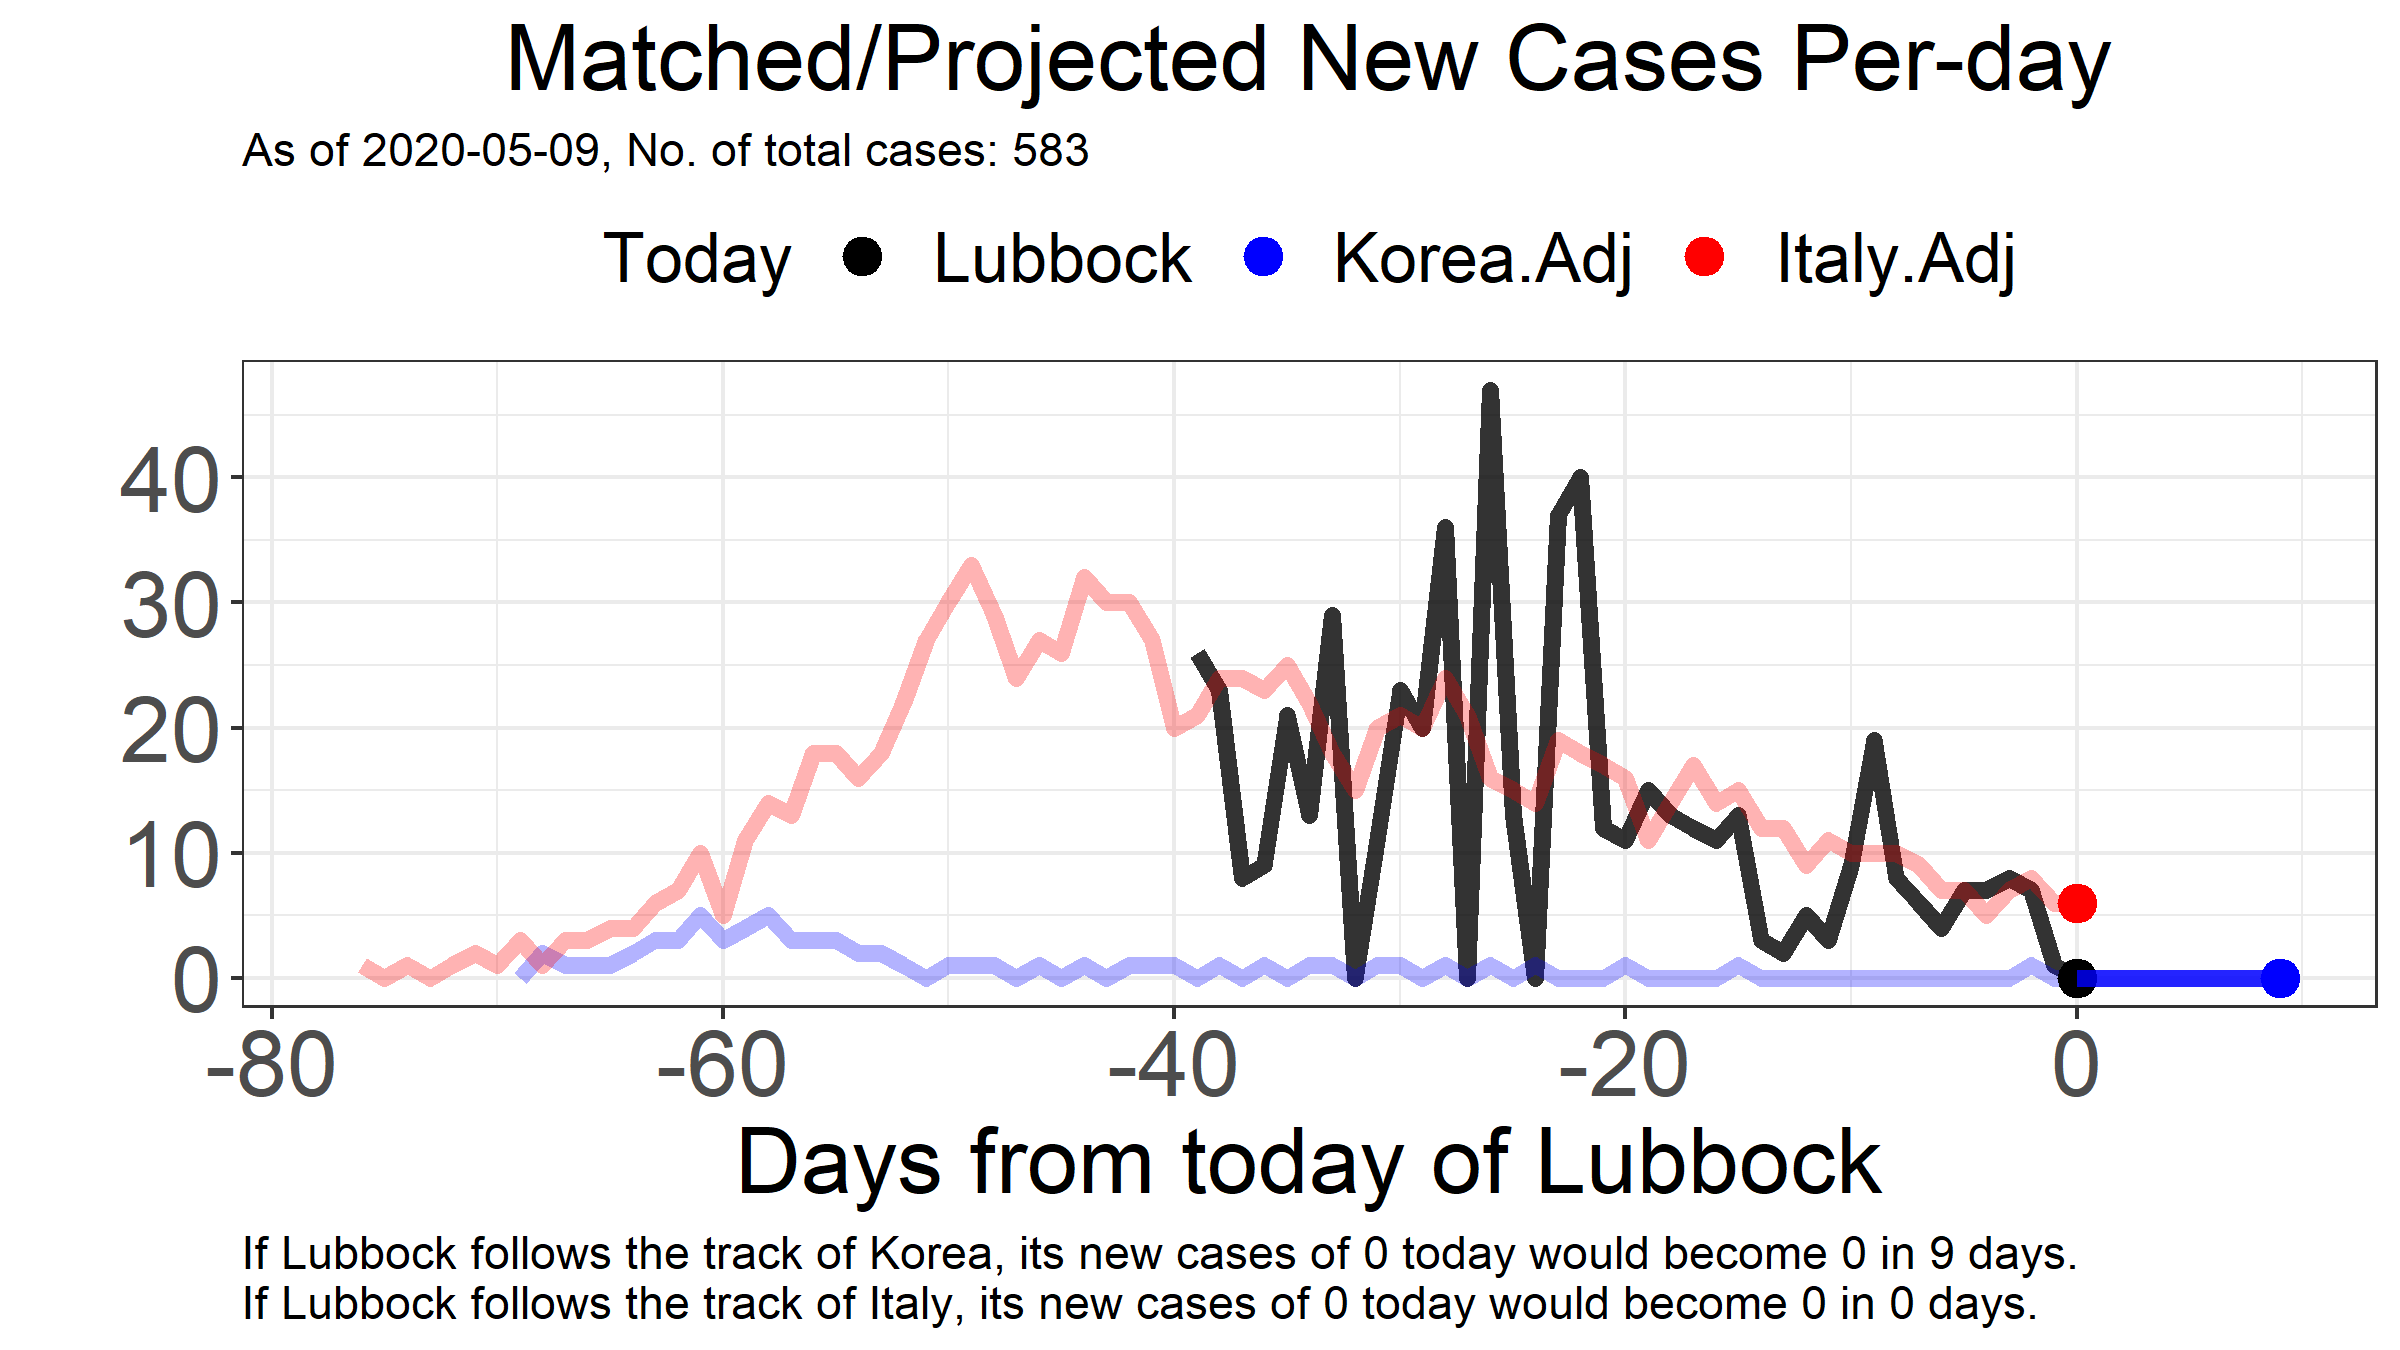 Matched/Projected New Cases Per-day
As of 2020-05-09, No. of total cases: 583
Today Lubbock Korea.Adj Italy.Adj
40
30
20
10
0
-80 -60 -40 -20 0
Days from today of Lubbock
If Lubbock follows the track of Korea, its new cases of 0 today would become 0 in 9 days.
If Lubbock follows the track of Italy, its new cases of 0 today would become 0 in 0 days.